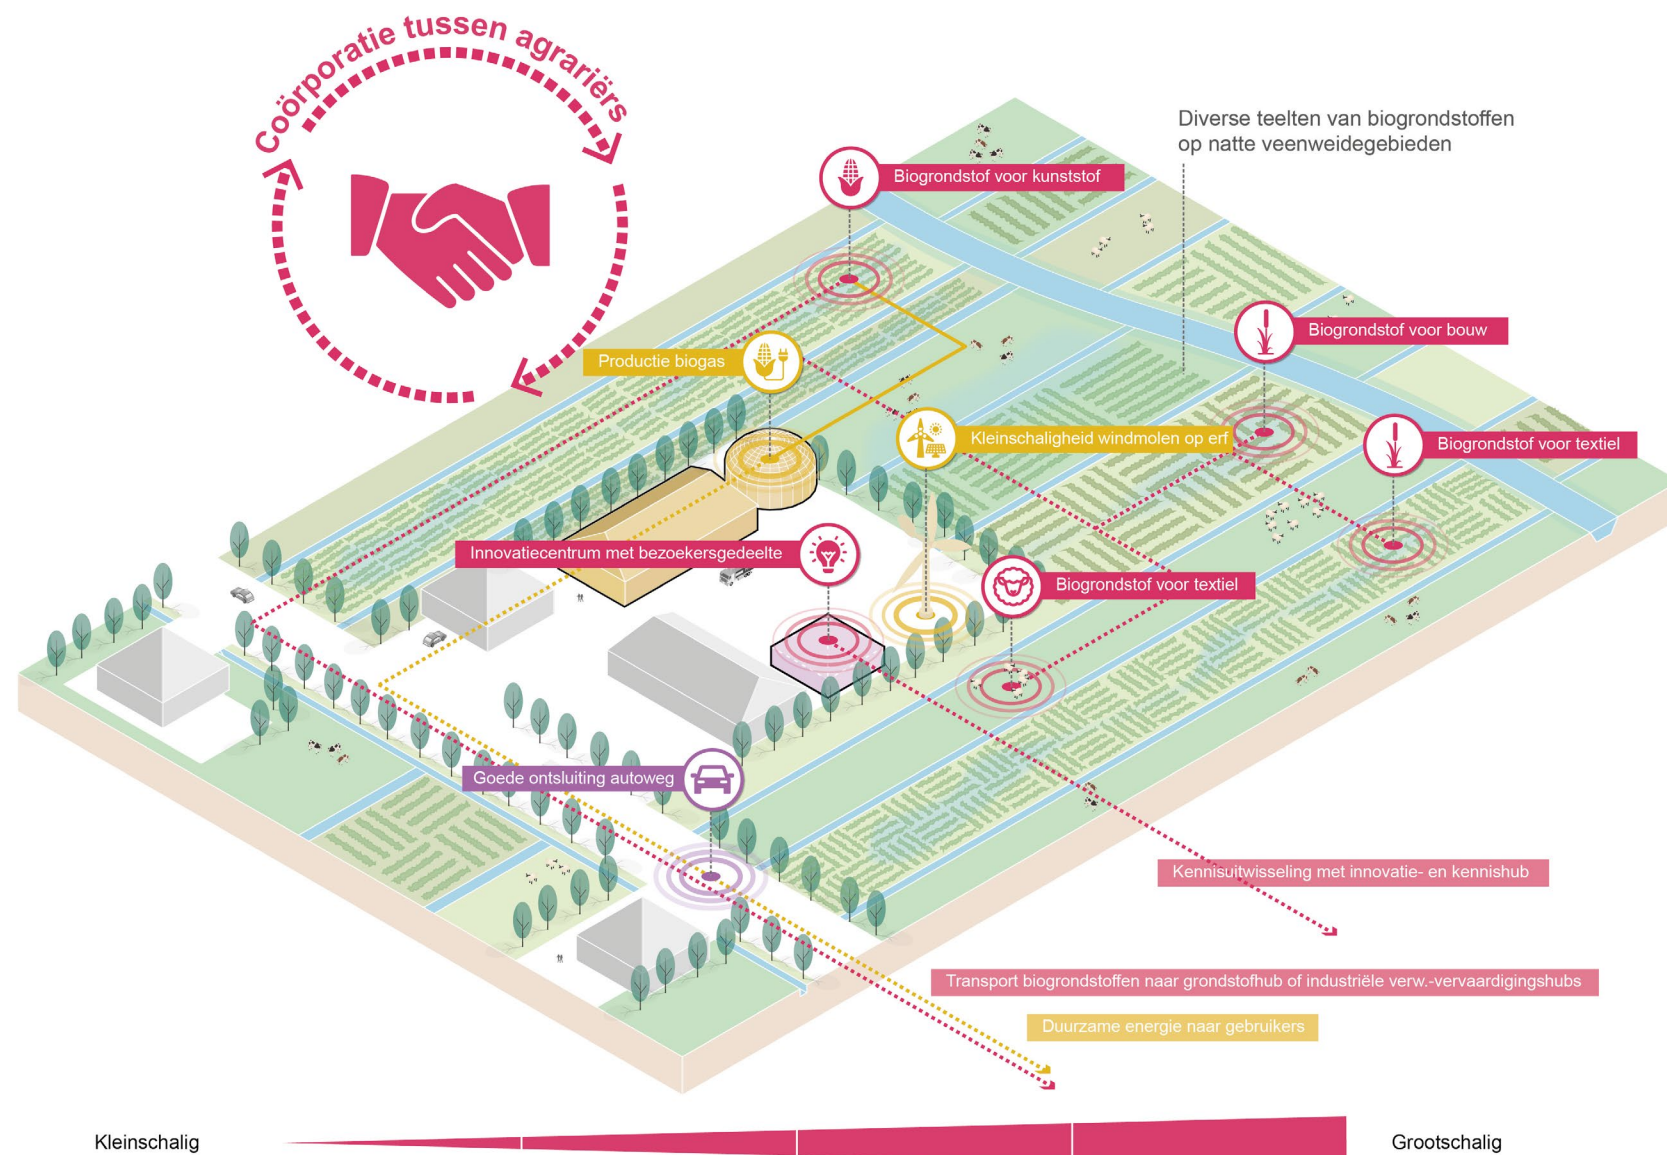 Coörporatie tussen agrariërs
Diverse teelten van biogrondstoffen
op natte veenweidegebieden
Biogrondstof voor kunststof
Biogrondstof voor bouw
Productie biogas
Kleinschaligheid windmolen op erf
Biogrondstof voor textiel
Innovatiecentrum met bezoekersgedeelte
Biogrondstof voor textiel
Goede ontsluiting autoweg
Kennisuitwisseling met innovatie- en kennishub
Transport biogrondstoffen naar grondstofhub of industriële verw.-vervaardigingshubs
Duurzame energie naar gebruikers
Kleinschalig
Grootschalig